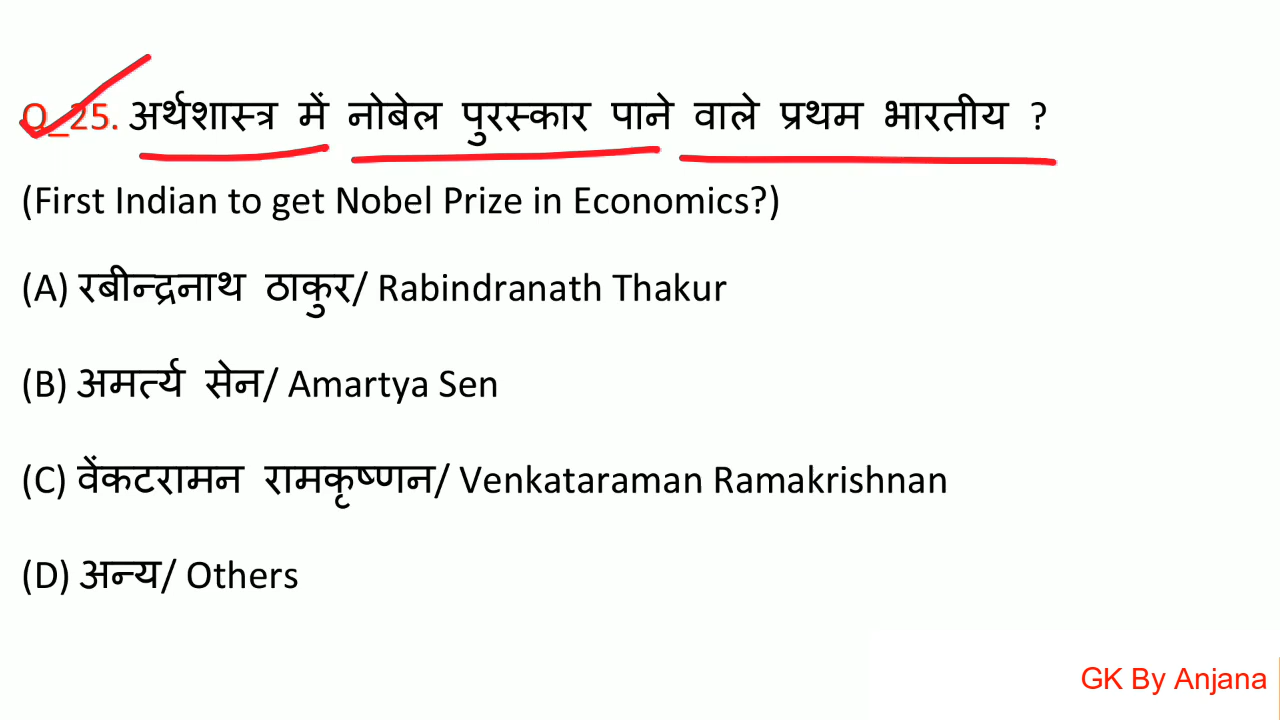 Q_25. अर्थशास्त्र में नोबेल पुरस्कार पाने वाले प्रथम भारतीय ?
(First Indian to get Nobel Prize in Economics?)
(A) रबीन्द्रनाथ ठाकुर/ Rabindranath Thakur
(B) अमर्त्य सेन/ Amartya Sen
(C) वेंकटरामन रामकृष्णन/ Venkataraman Ramakrishnan
(D) अन्य/ Others
GK By Anjana